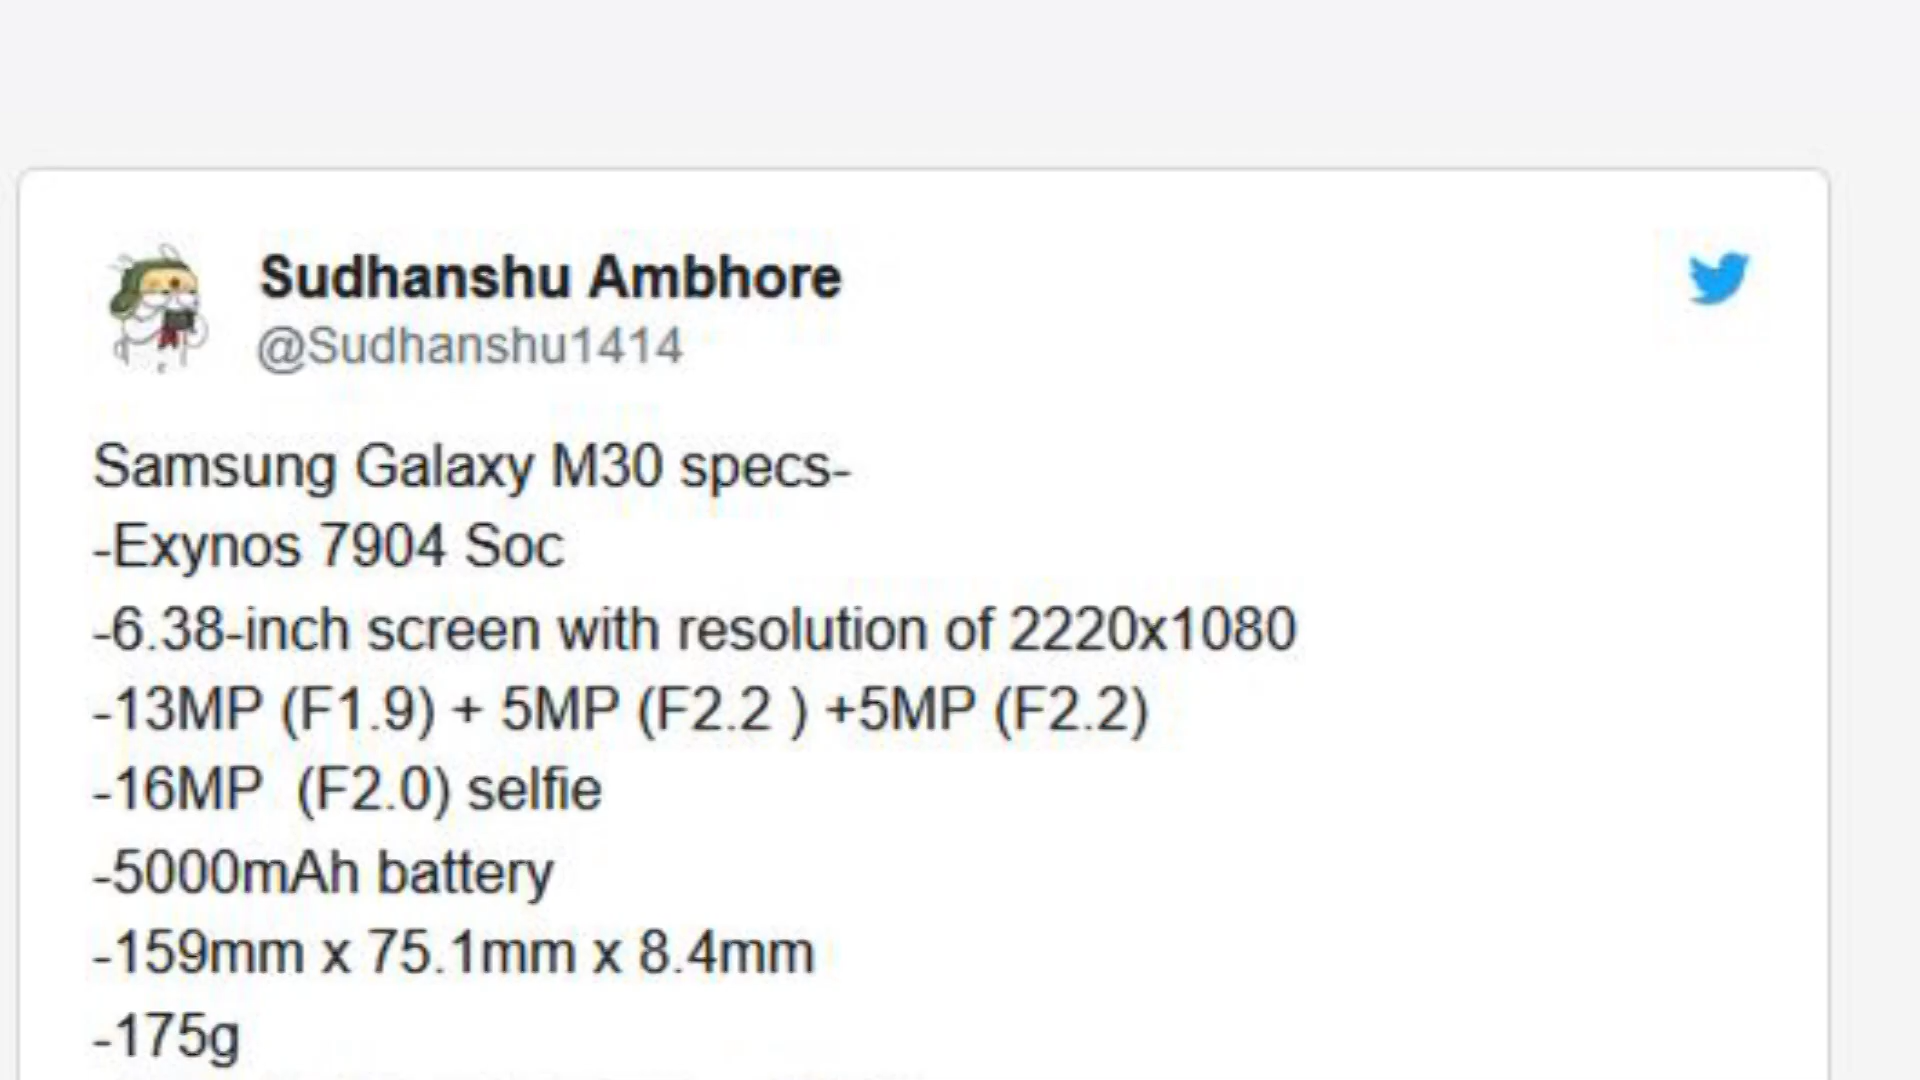 Sudhanshu Ambhore
@Sudhanshu1414
Samsung Galaxy M30 specs-
-Exynos 7904 Soc
-6.38-inch screen with resolution of 2220x1080
-13MP (F1.9) + 5MP (F2.2 ) +5MP (F2.2)
-16MP  (F2.0) selfie
-5000mAh battery
-159mm x 75.1mm x 8.4mm
-175g